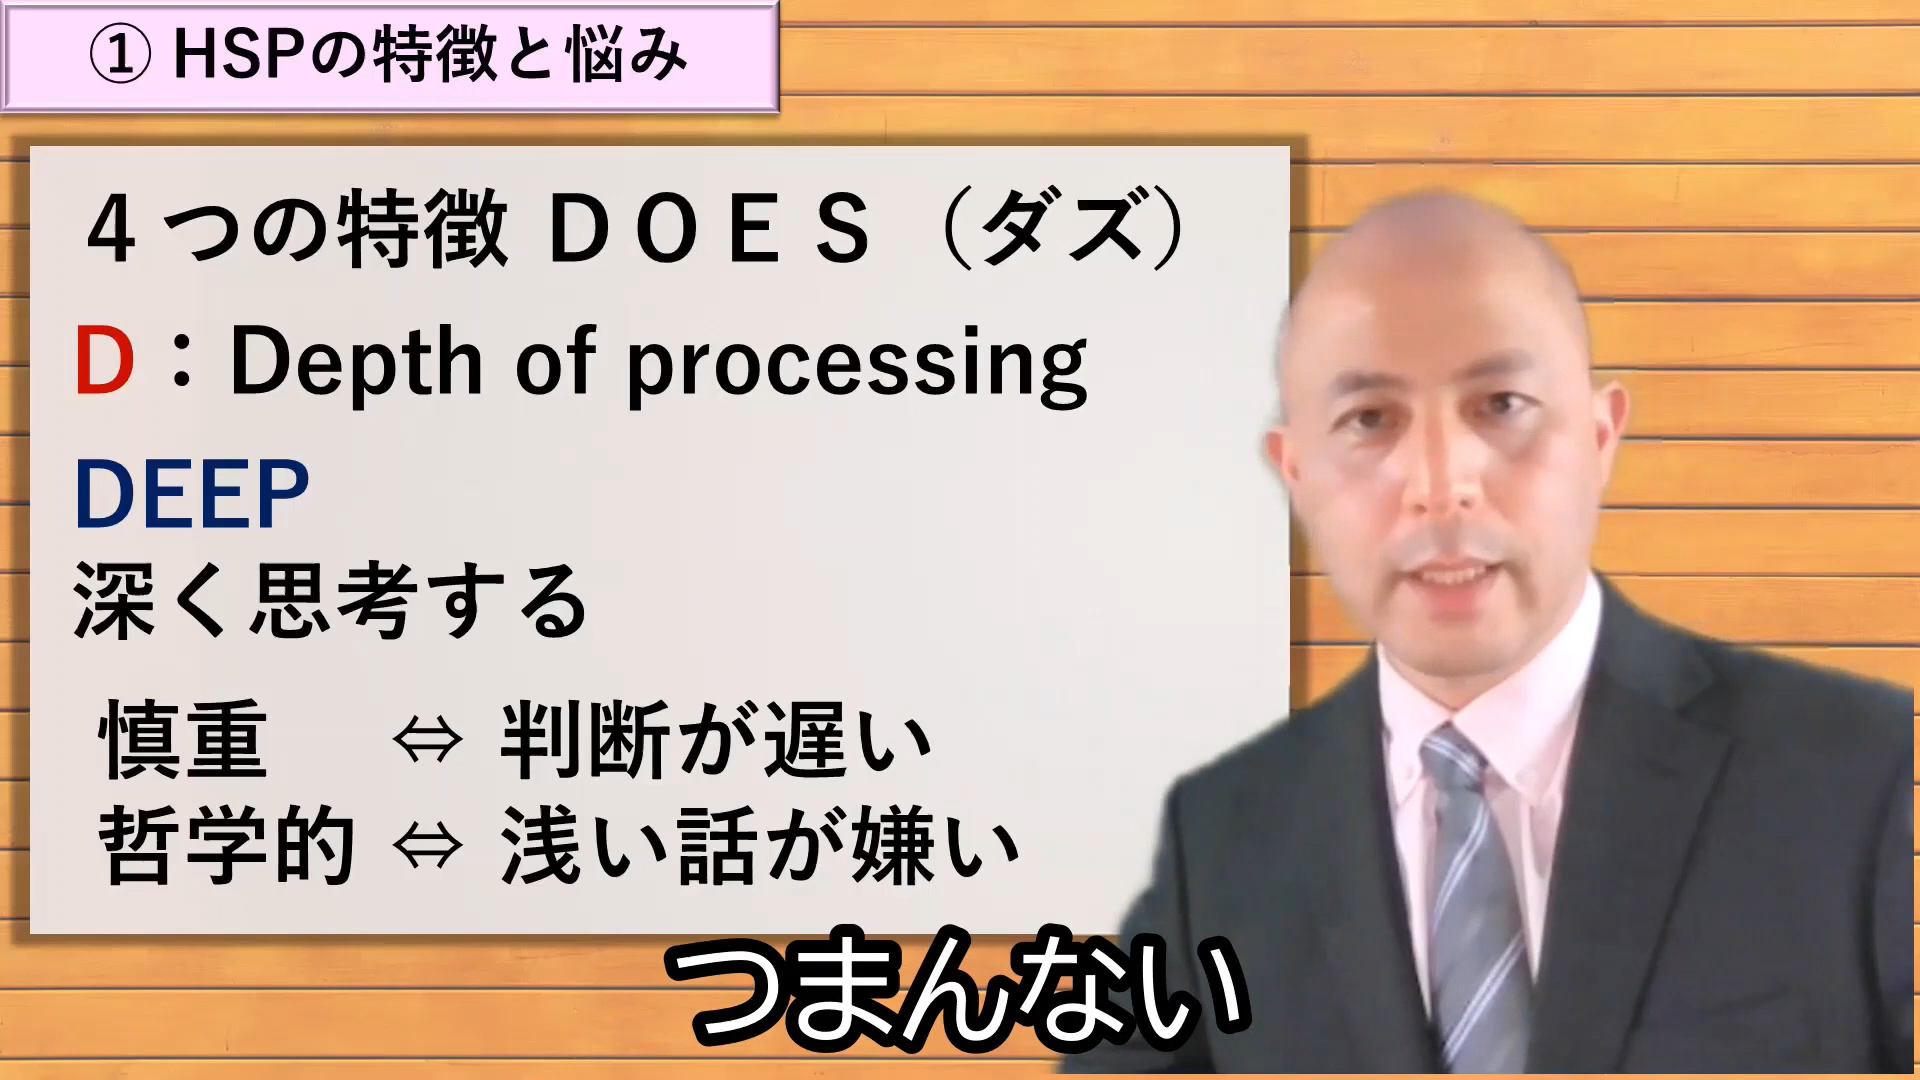 ① HSPの特徴と悩み
４つの特徴 ＤＯＥＳ（ダズ）
D：Depth of processing
DEEP
深く思考する
慎重 ⇔ 判断が遅い
哲学的 ⇔ 浅い話が嫌い
つまんない